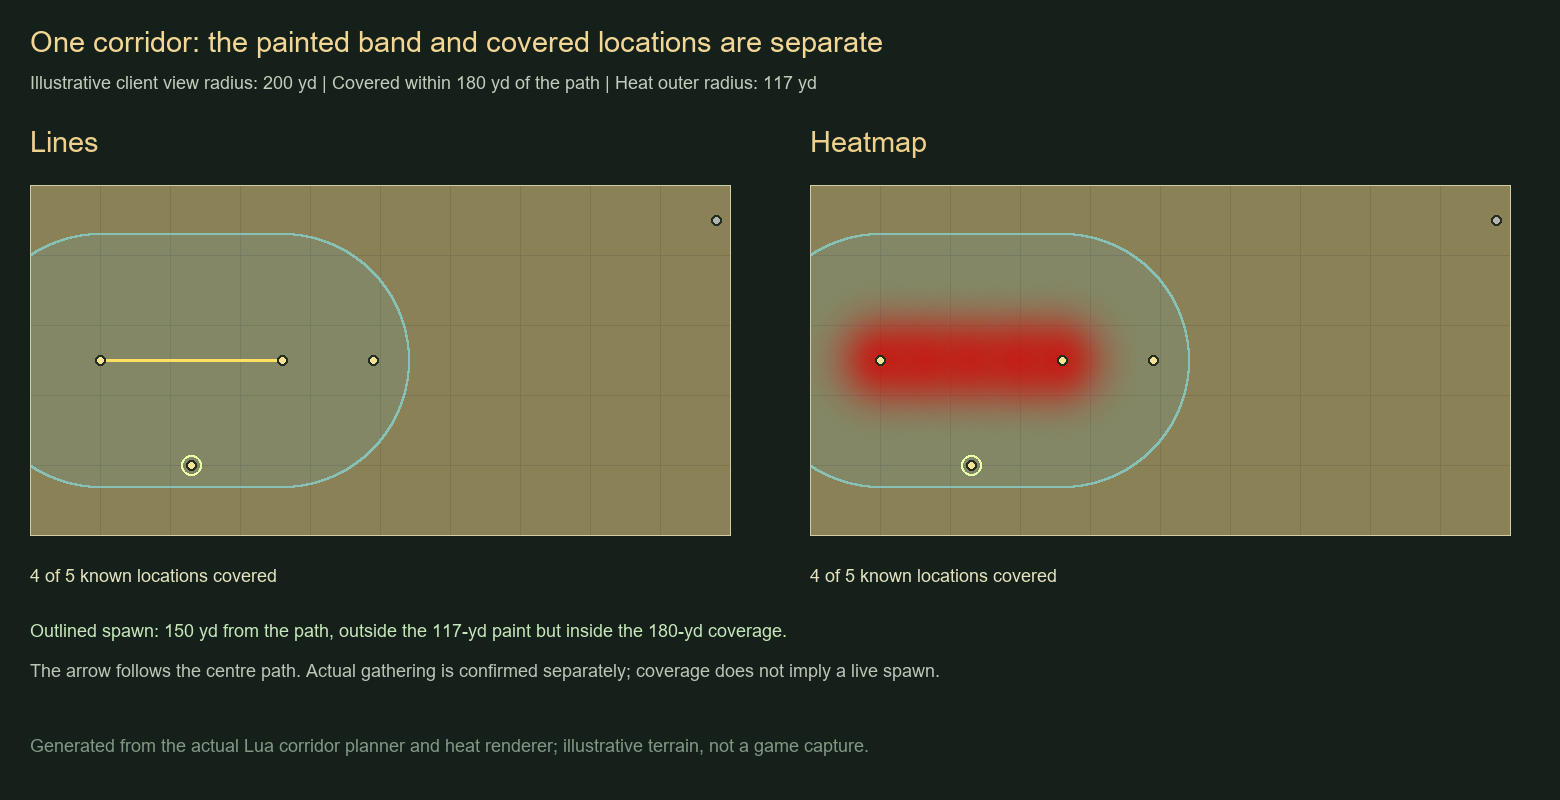 One corridor: the painted band and covered locations are separate
Illustrative client view radius: 200 yd | Covered within 180 yd of the path | Heat outer radius: 117 yd
Lines
Heatmap
4 of 5 known locations covered
4 of 5 known locations covered
Outlined spawn: 150 yd from the path, outside the 117-yd paint but inside the 180-yd coverage.
The arrow follows the centre path. Actual gathering is confirmed separately; coverage does not imply a live spawn.
Generated from the actual Lua corridor planner and heat renderer; illustrative terrain, not a game capture.